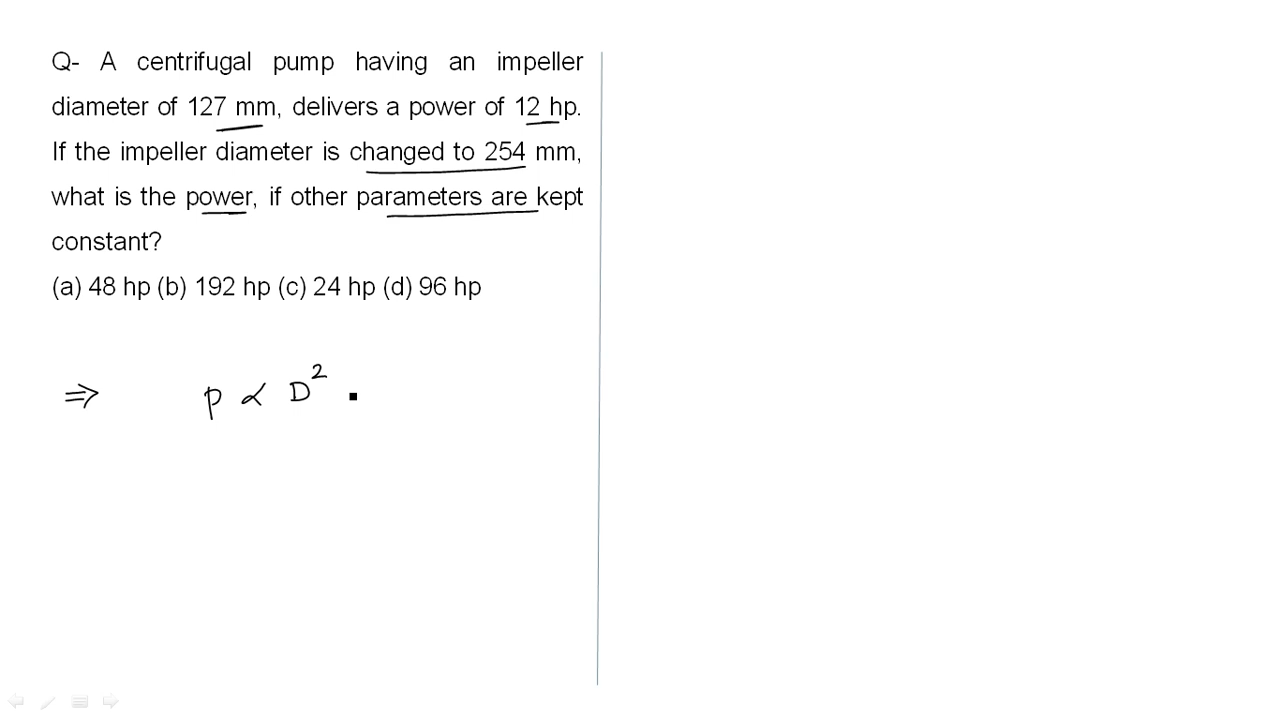 Q- A centrifugal pump having an impeller
diameter of 127 mm, delivers a power of 12 hp.
If the impeller diameter is changed to 254 mm,
what is the power, if other parameters are kept
constant?
(a) 48 hp (b) 192 hp (c) 24 hp (d) 96 hp
⇒ p ∝ D²